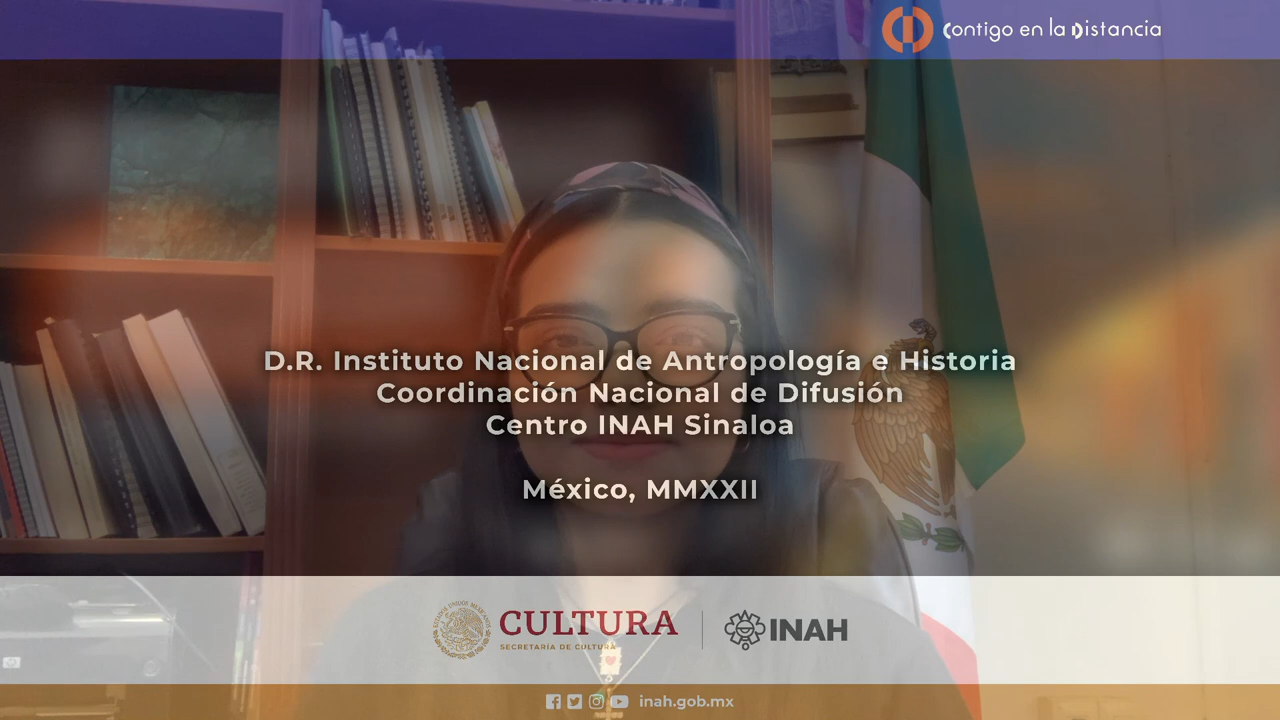 Contigo en la Distancia
D.R. Instituto Nacional de Antropología e Historia
Coordinación Nacional de Difusión
Centro INAH Sinaloa
México, MMXXII
CULTURA
SECRETARÍA DE CULTURA
INAH
inah.gob.mx